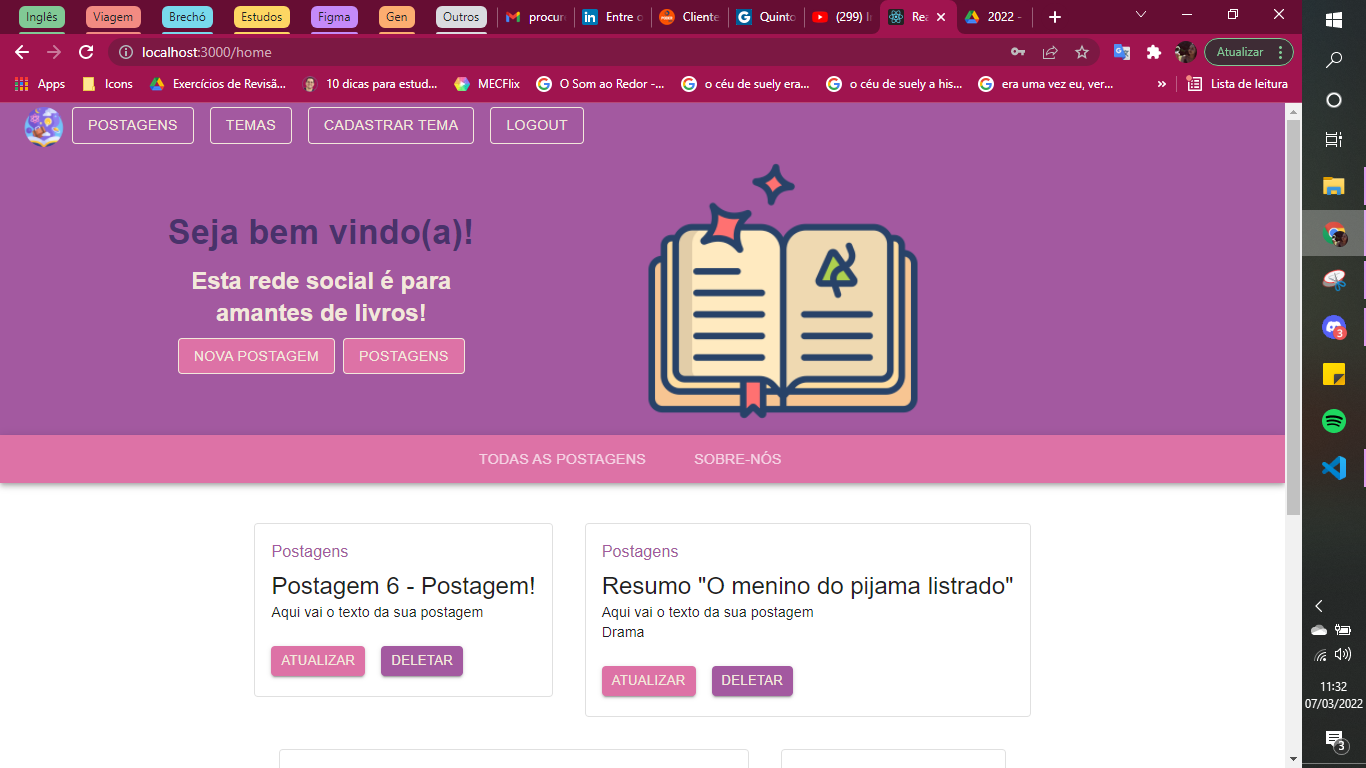 Inglês Viagem Brechó Estudos Figma Gen Outros procur Entre o Cliente Quinto (299) Rea 2022 -
localhost:3000/home
Atualizar
Apps Icons Exercícios de Revisã... 10 dicas para estud... MECFlix O Som ao Redor -... o céu de suely era... o céu de suely a his... era uma vez eu, ver... » Lista de leitura
POSTAGENS TEMAS CADASTRAR TEMA LOGOUT
Seja bem vindo(a)!
Esta rede social é para
amantes de livros!
NOVA POSTAGEM POSTAGENS
TODAS AS POSTAGENS SOBRE-NÓS
Postagens
Postagem 6 - Postagem!
Aqui vai o texto da sua postagem
ATUALIZAR DELETAR
Postagens
Resumo "O menino do pijama listrado"
Aqui vai o texto da sua postagem
Drama
ATUALIZAR DELETAR
3
11:32
07/03/2022
3